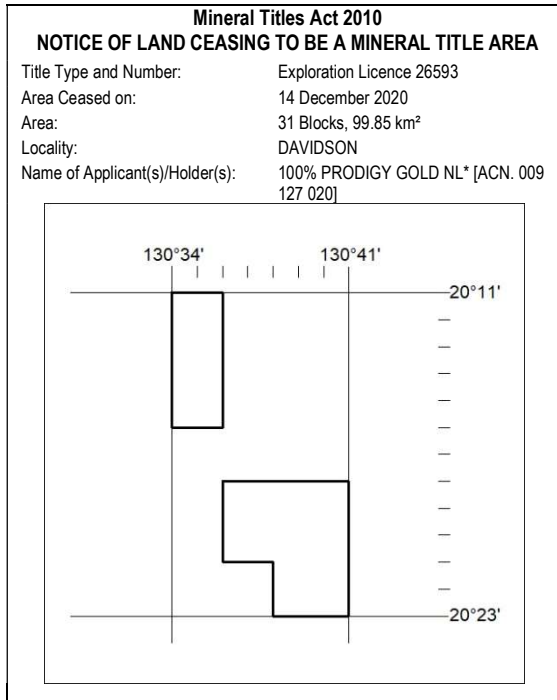 Mineral Titles Act 2010
NOTICE OF LAND CEASING TO BE A MINERAL TITLE AREA
Title Type and Number: Exploration Licence 26593
Area Ceased on: 14 December 2020
Area: 31 Blocks, 99.85 km²
Locality: DAVIDSON
Name of Applicant(s)/Holder(s): 100% PRODIGY GOLD NL* [ACN. 009
127 020]
130°34' 130°41'
20°11'
20°23'